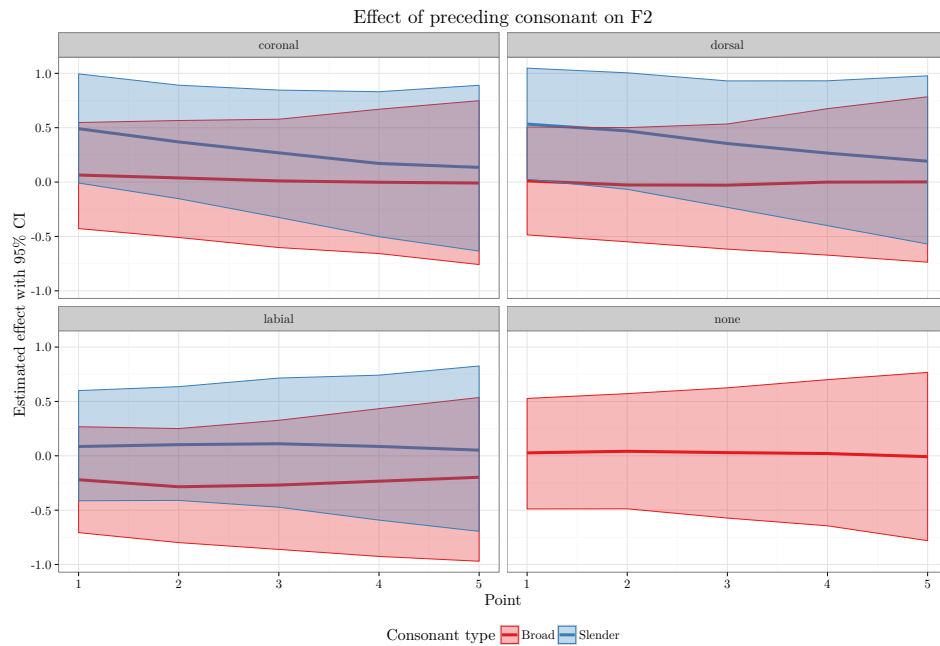 Effect of preceding consonant on F2
coronal
dorsal
1.0
0.5
0.0
-0.5
-1.0
labial
none
1.0
0.5
0.0
-0.5
-1.0
Estimated effect with 95% CI
1 2 3 4 5
1 2 3 4 5
Point
Consonant type Broad Slender